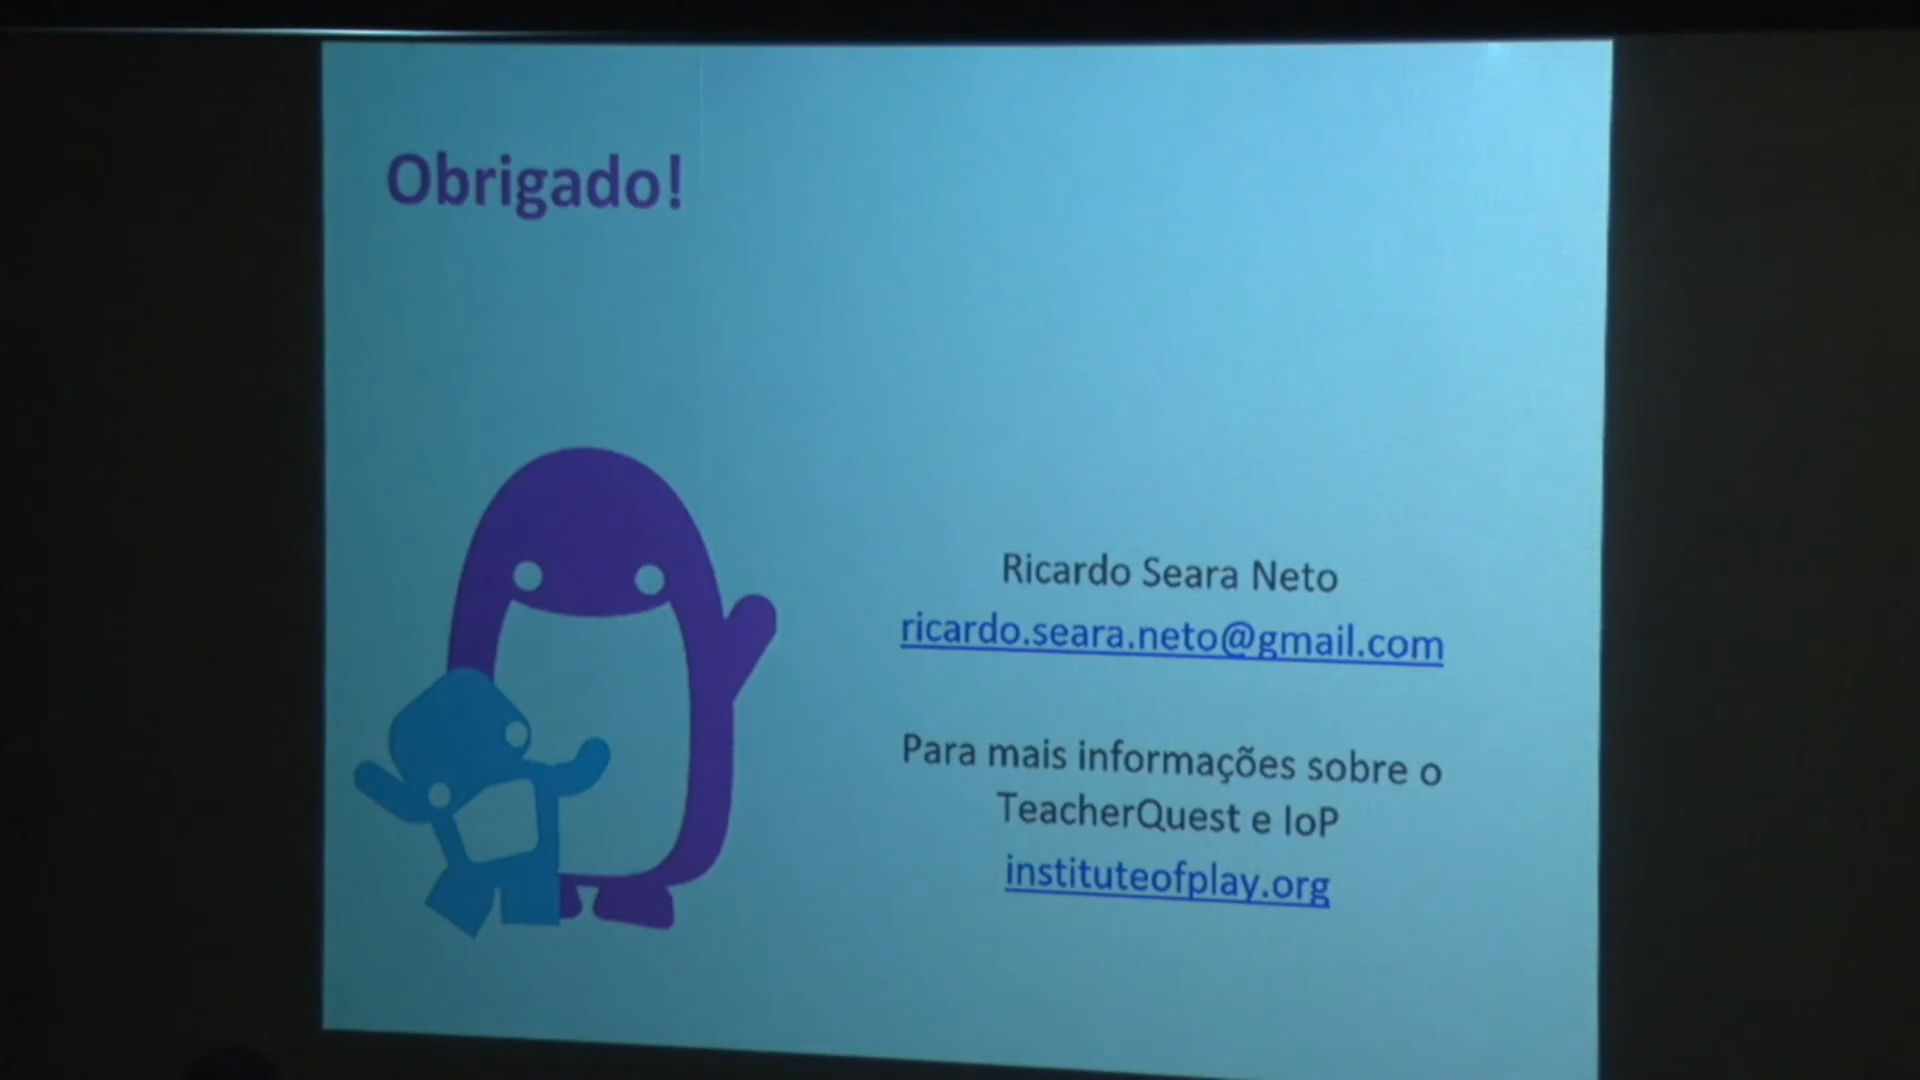 Obrigado!
Ricardo Seara Neto
ricardo.seara.neto@gmail.com
Para mais informações sobre o
TeacherQuest e IoP
instituteofplay.org